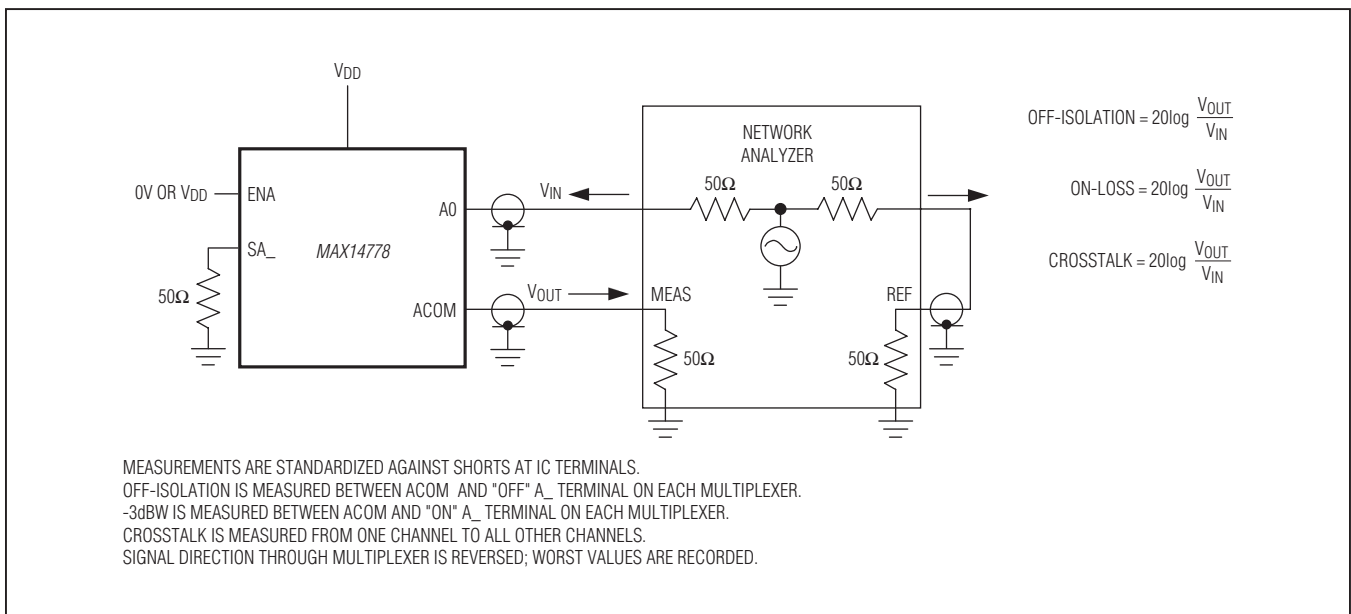 VDD
0V OR VDD
ENA
SA_
MAX14778
50Ω
A0
ACOM
VIN
VOUT
NETWORK
ANALYZER
50Ω
50Ω
MEAS
REF
50Ω
50Ω
OFF-ISOLATION = 20log VOUT/VIN
ON-LOSS = 20log VOUT/VIN
CROSSTALK = 20log VOUT/VIN
MEASUREMENTS ARE STANDARDIZED AGAINST SHORTS AT IC TERMINALS.
OFF-ISOLATION IS MEASURED BETWEEN ACOM AND "OFF" A_ TERMINAL ON EACH MULTIPLEXER.
-3dBW IS MEASURED BETWEEN ACOM AND "ON" A_ TERMINAL ON EACH MULTIPLEXER.
CROSSTALK IS MEASURED FROM ONE CHANNEL TO ALL OTHER CHANNELS.
SIGNAL DIRECTION THROUGH MULTIPLEXER IS REVERSED; WORST VALUES ARE RECORDED.